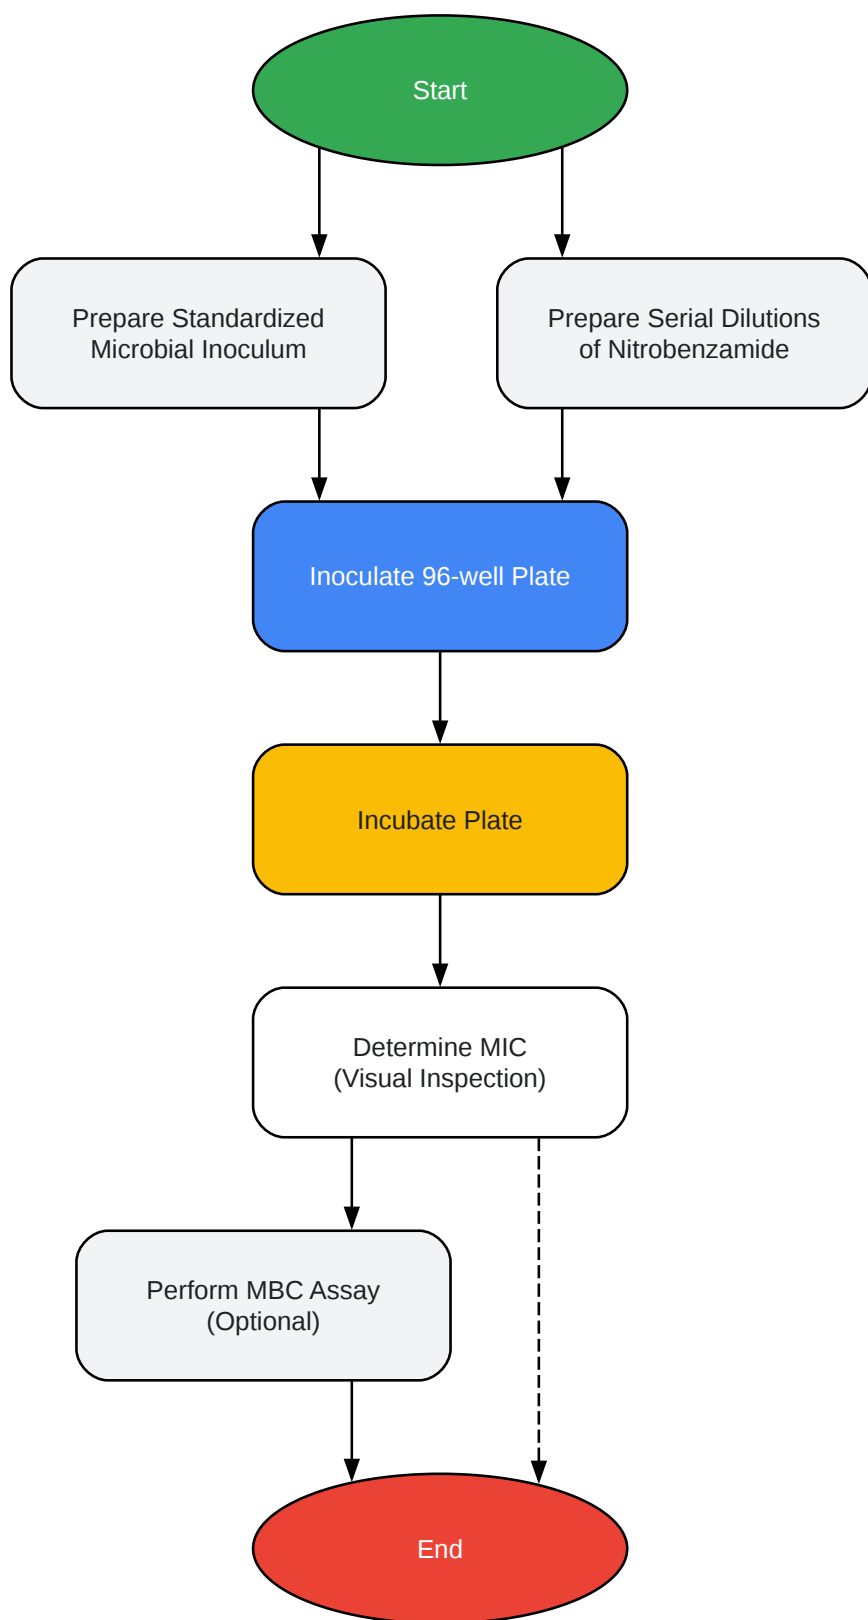 Start
Prepare Standardized
Microbial Inoculum
Prepare Serial Dilutions
of Nitrobenzamide
Inoculate 96-well Plate
Incubate Plate
Determine MIC
(Visual Inspection)
Perform MBC Assay
(Optional)
End